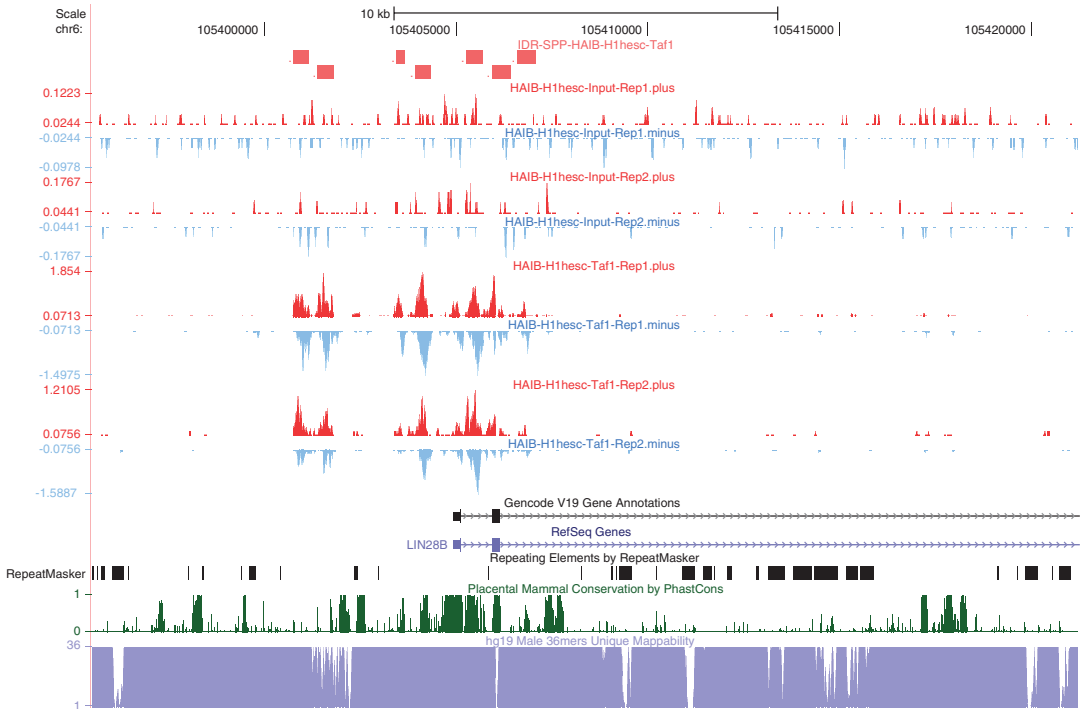 Scale 10 kb
chr6: 105400000 105405000 105410000 105415000 105420000
IDR-SPP-HAIB-H1hesc-Taf1
HAIB-H1hesc-Input-Rep1.plus
0.1223
0.0244
HAIB-H1hesc-Input-Rep1.minus
-0.0244
-0.0978
HAIB-H1hesc-Input-Rep2.plus
0.1767
0.0441
HAIB-H1hesc-Input-Rep2.minus
-0.0441
-0.1767
HAIB-H1hesc-Taf1-Rep1.plus
1.854
0.0713
HAIB-H1hesc-Taf1-Rep1.minus
-0.0713
-1.4975
HAIB-H1hesc-Taf1-Rep2.plus
1.2105
0.0756
HAIB-H1hesc-Taf1-Rep2.minus
-0.0756
-1.5887
Gencode V19 Gene Annotations
RefSeq Genes
LIN28B
Repeating Elements by RepeatMasker
RepeatMasker
Placental Mammal Conservation by PhastCons
1
0
hg19 Male 36mers Unique Mappability
36
1